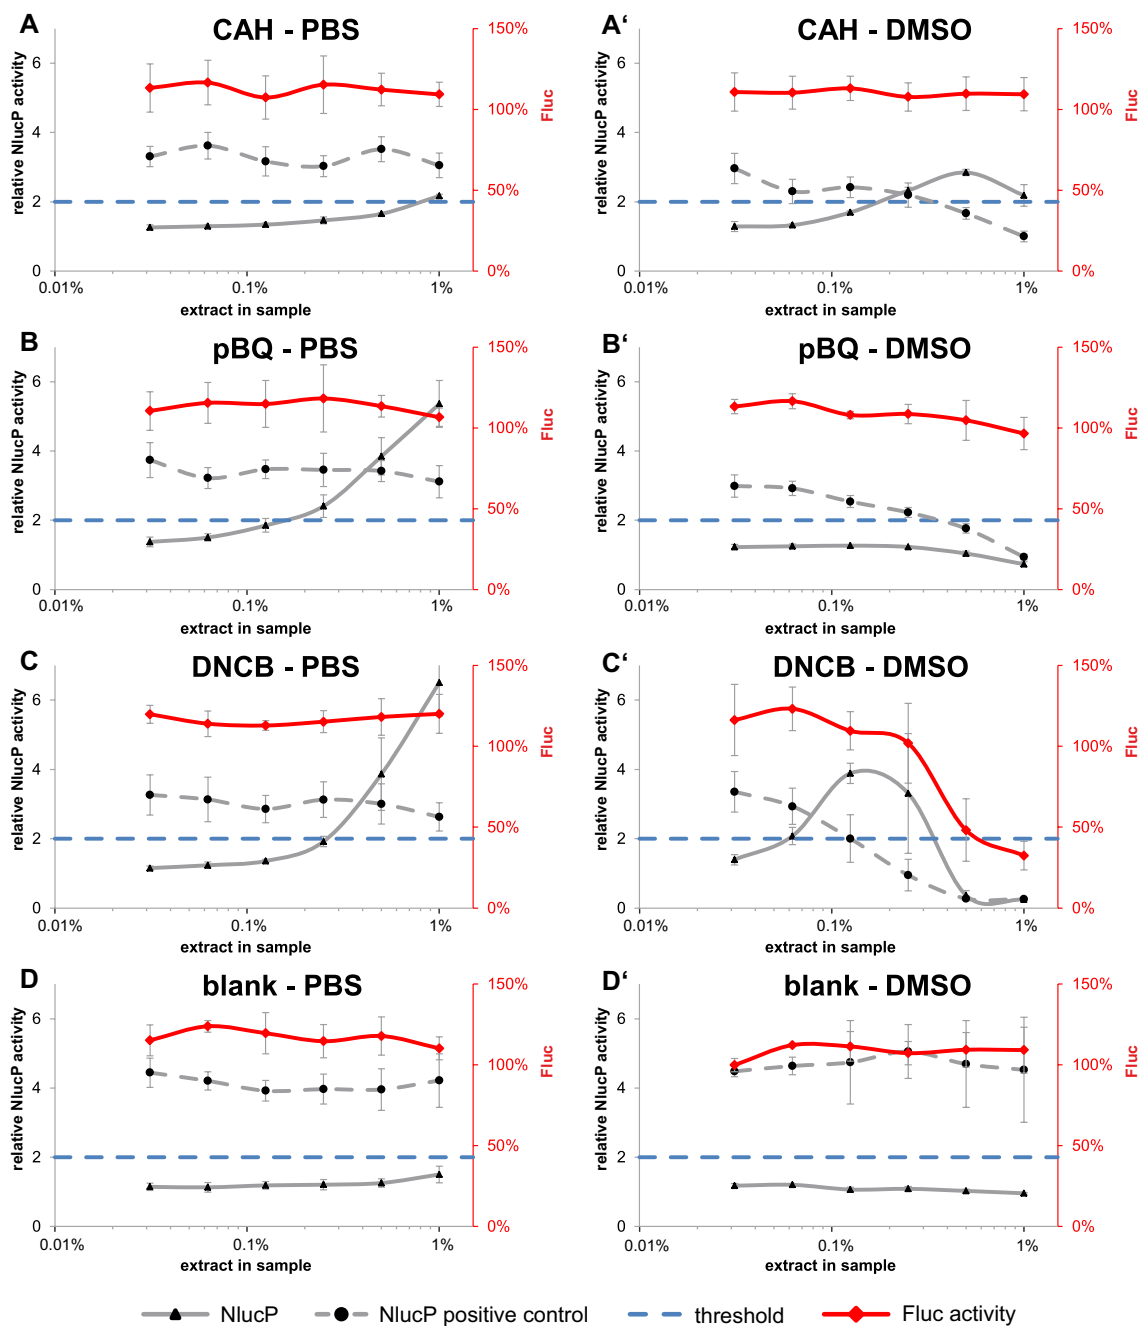 A
CAH - PBS
relative NlucP activity
6
4
2
0
150%
100%
50%
0%
Fluc
0.01%
0.1%
1%
extract in sample
A‘
CAH - DMSO
relative NlucP activity
6
4
2
0
150%
100%
50%
0%
Fluc
0.01%
0.1%
1%
extract in sample
B
pBQ - PBS
relative NlucP activity
6
4
2
0
150%
100%
50%
0%
Fluc
0.01%
0.1%
1%
extract in sample
B‘
pBQ - DMSO
relative NlucP activity
6
4
2
0
150%
100%
50%
0%
Fluc
0.01%
0.1%
1%
extract in sample
C
DNCB - PBS
relative NlucP activity
6
4
2
0
150%
100%
50%
0%
Fluc
0.01%
0.1%
1%
extract in sample
C‘
DNCB - DMSO
relative NlucP activity
6
4
2
0
150%
100%
50%
0%
Fluc
0.01%
0.1%
1%
extract in sample
D
blank - PBS
relative NlucP activity
6
4
2
0
150%
100%
50%
0%
Fluc
0.01%
0.1%
1%
extract in sample
D‘
blank - DMSO
relative NlucP activity
6
4
2
0
150%
100%
50%
0%
Fluc
0.01%
0.1%
1%
extract in sample
NlucP
NlucP positive control
threshold
Fluc activity